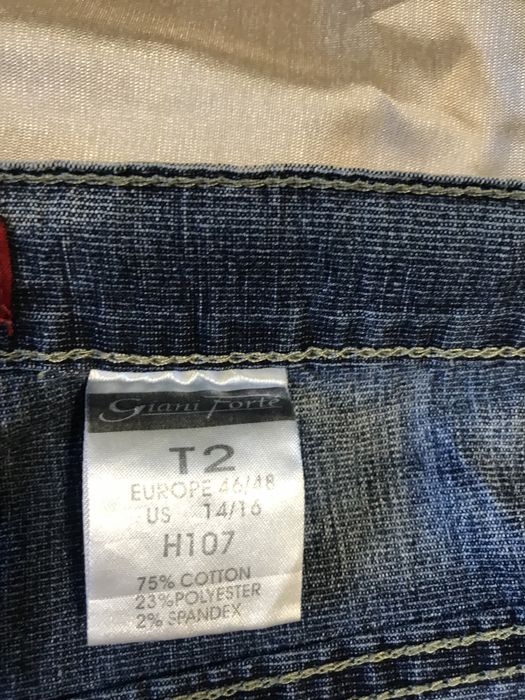 Giani Forte
T2
EUROPE 46/48
US 14/16
H107
75% COTTON
23%POLYESTER
2% SPANDEX